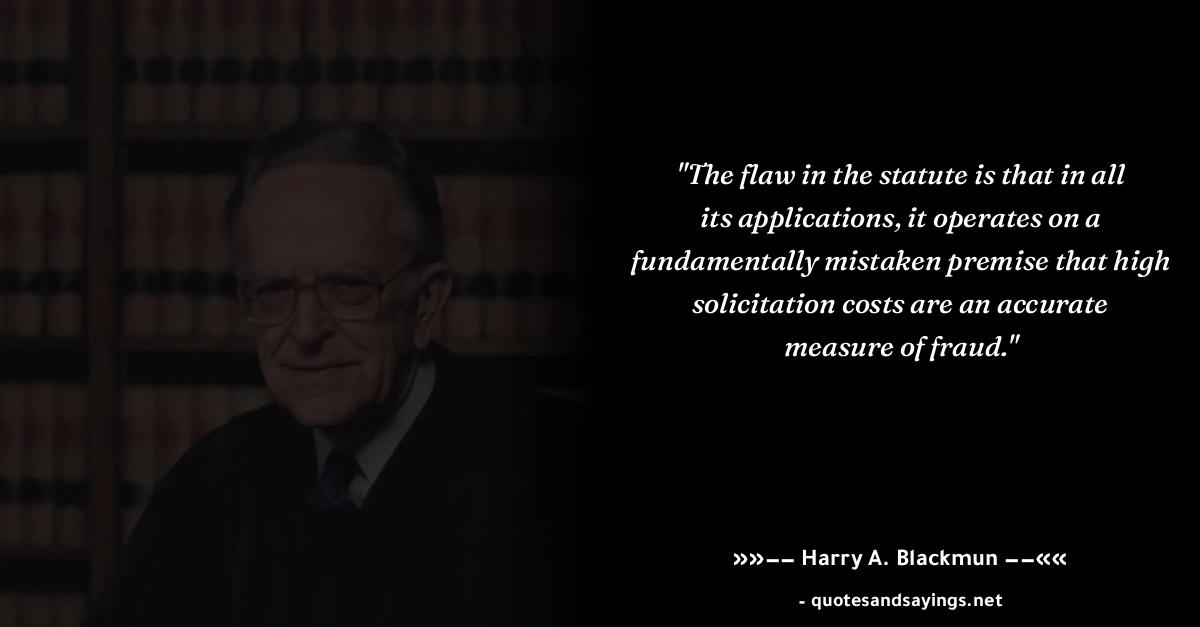 "The flaw in the statute is that in all
its applications, it operates on a
fundamentally mistaken premise that high
solicitation costs are an accurate
measure of fraud."
»»−− Harry A. Blackmun −−««
- quotesandsayings.net